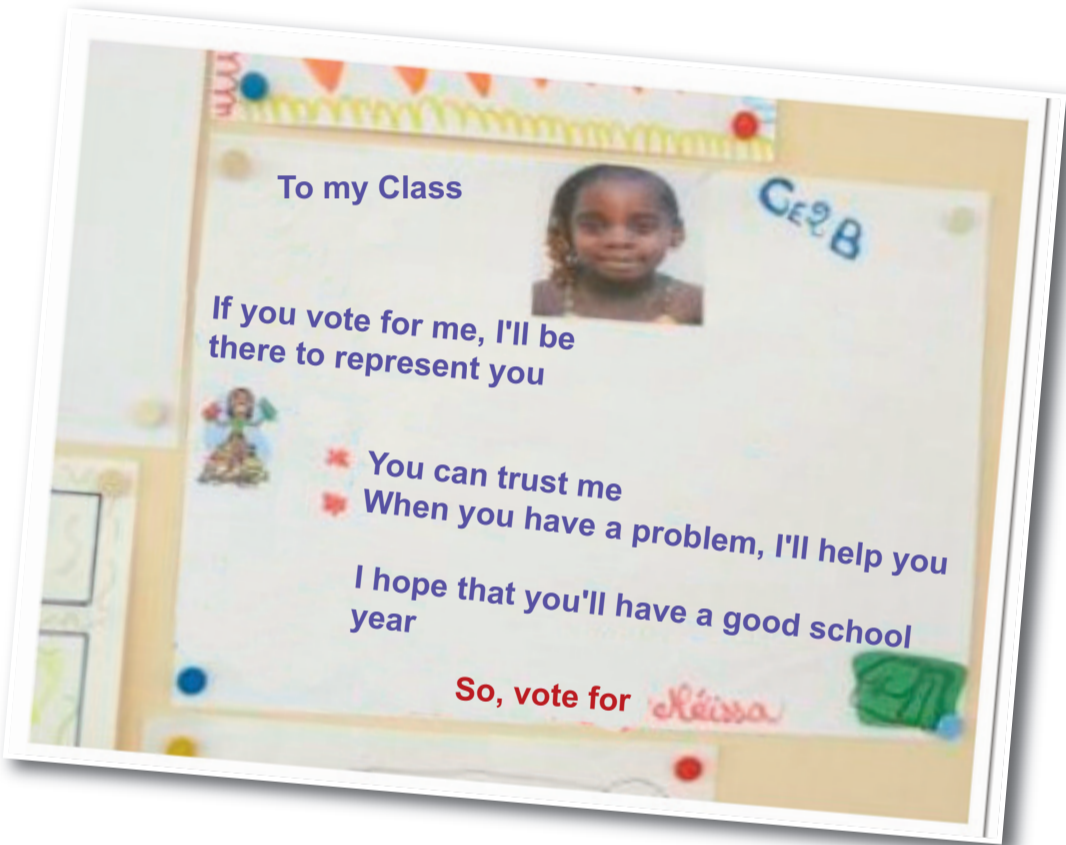 To my Class
CE2 B
If you vote for me, I'll be
there to represent you
You can trust me
When you have a problem, I'll help you
I hope that you'll have a good school
year
So, vote for Méissa